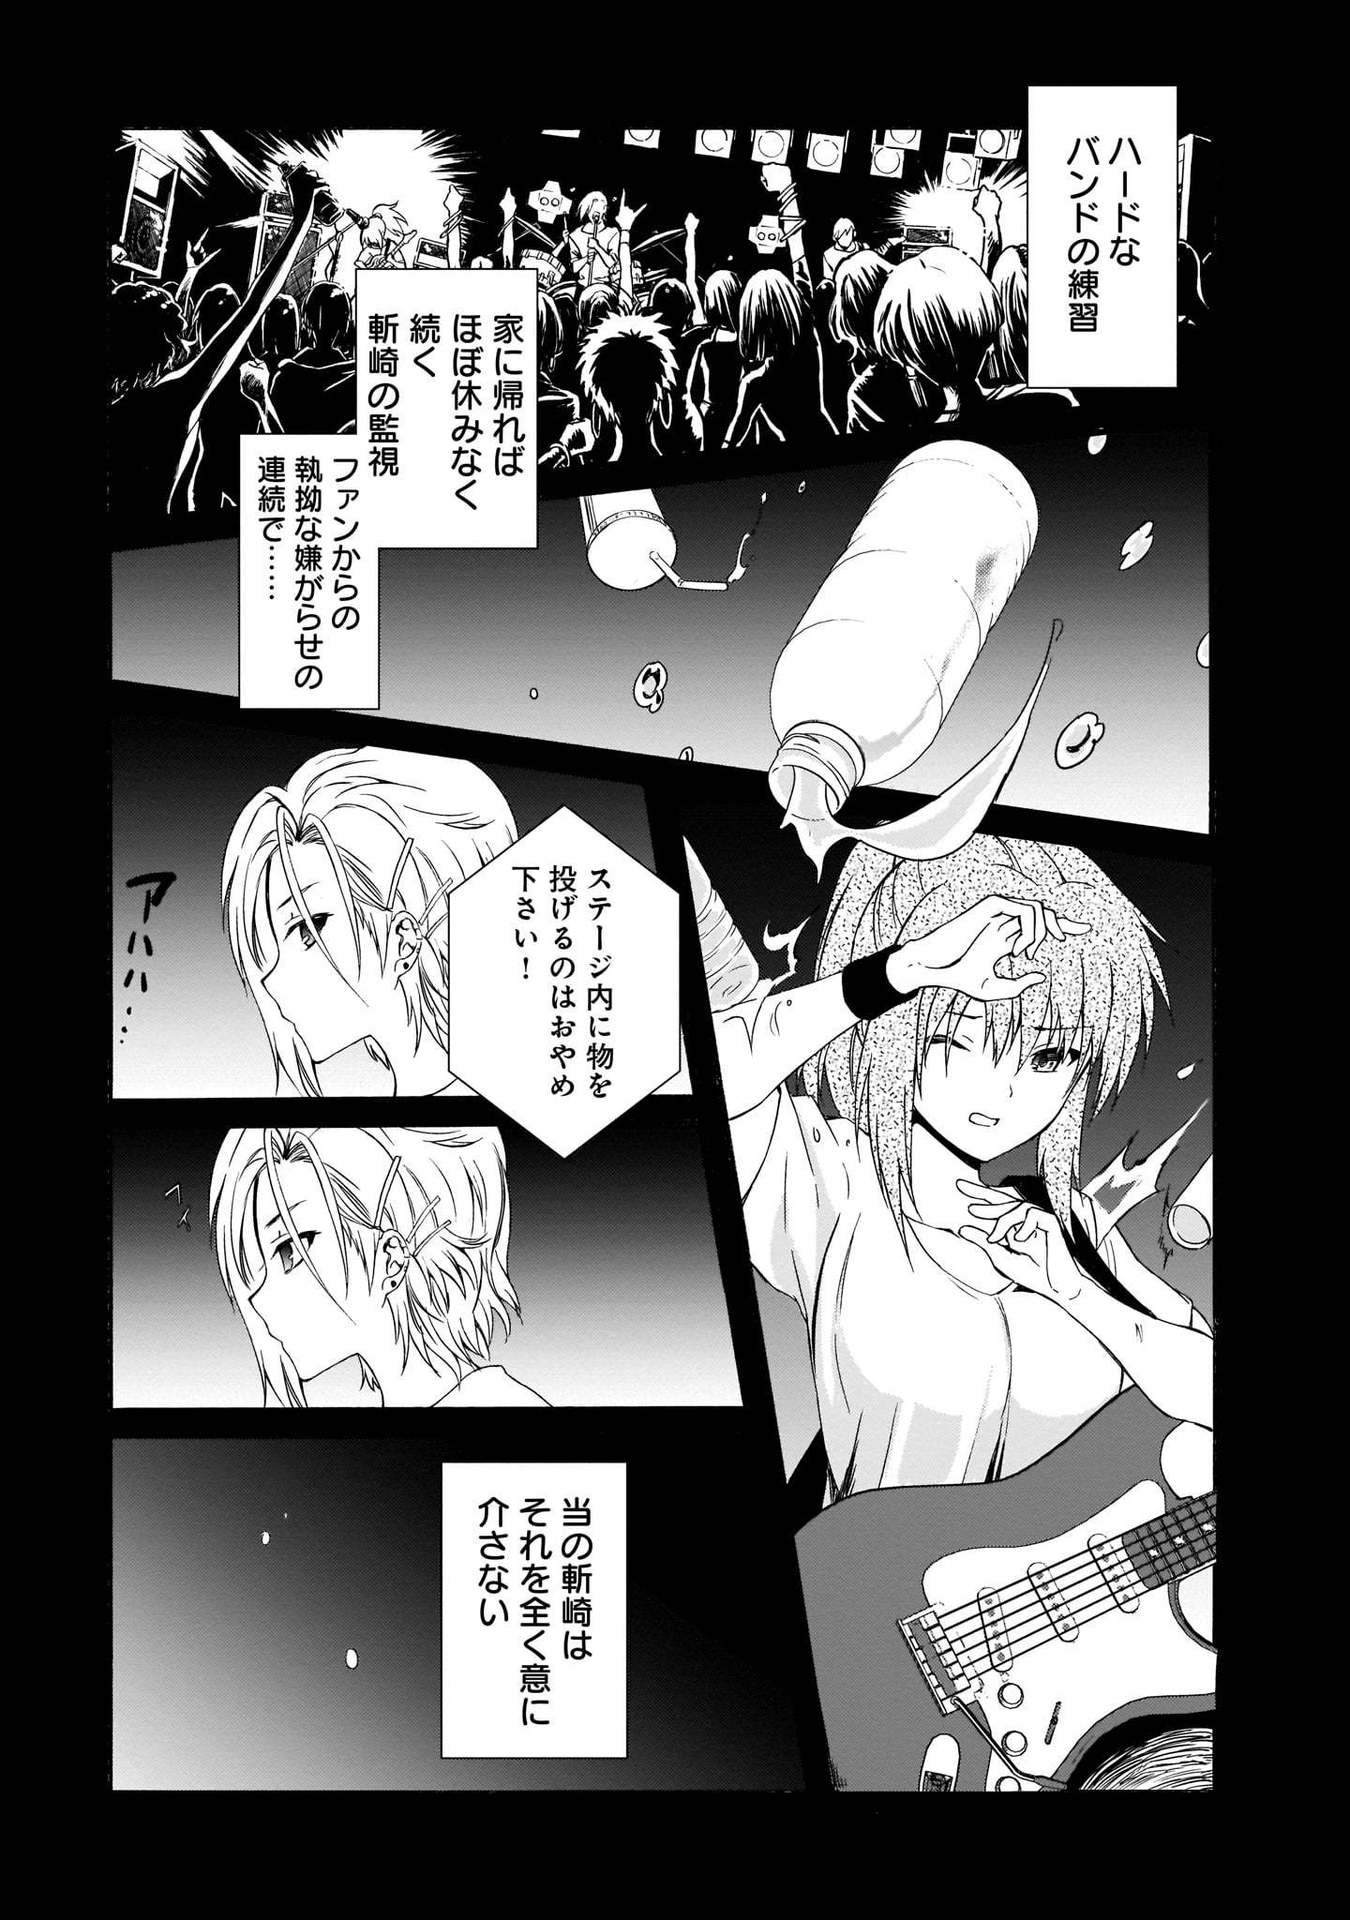 ハードな
バンドの練習
家に帰れば
ほぼ休みなく
続く
斬崎の監視
ファンからの
執拗な嫌がらせの
連続で……
ステージ内に物を
投げるのはおやめ
下さい！
アハハ…
フイ
当の斬崎は
それを全く意に
介さない